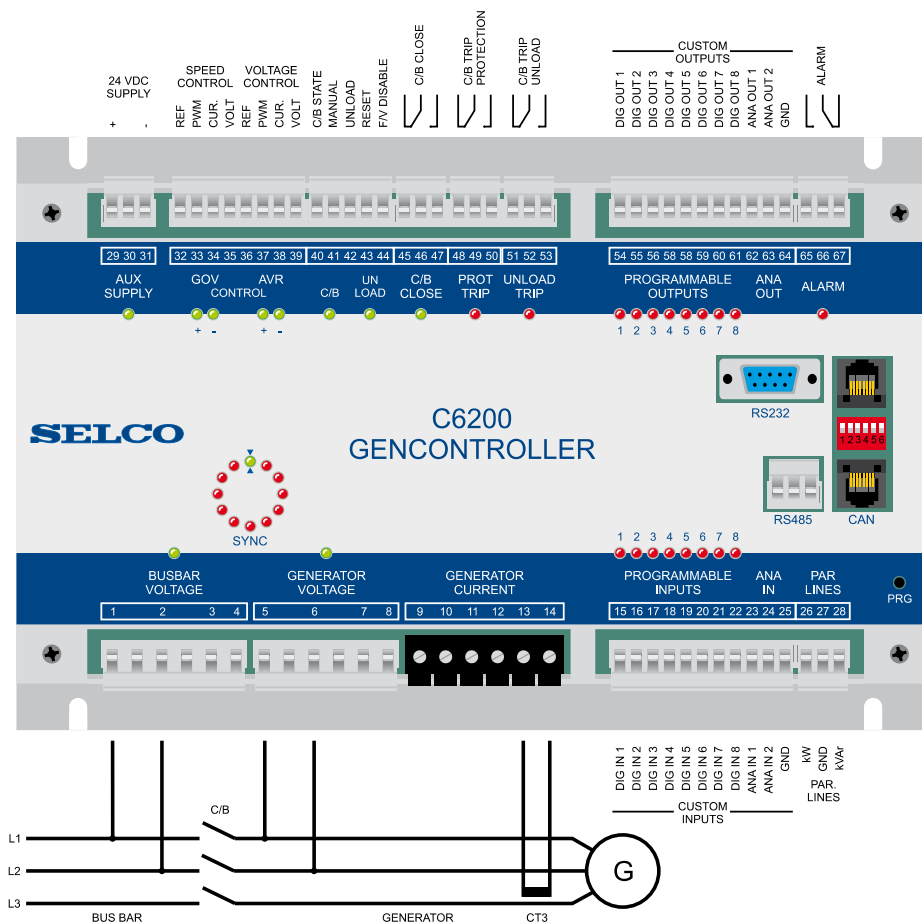 CUSTOM
OUTPUTS
24 VDC
SUPPLY
+ -
SPEED
CONTROL
VOLTAGE
CONTROL
REF
PWM
CUR.
VOLT
REF
PWM
CUR.
VOLT
C/B STATE
MANUAL
UNLOAD
RESET
F/V DISABLE
C/B CLOSE
C/B TRIP
PROTECTION
C/B TRIP
UNLOAD
DIG OUT 1
DIG OUT 2
DIG OUT 3
DIG OUT 4
DIG OUT 5
DIG OUT 6
DIG OUT 7
DIG OUT 8
ANA OUT 1
ANA OUT 2
GND
ALARM
29 30 31
32 33 34 35 36 37 38 39
40 41 42 43 44
45 46 47
48 49 50
51 52 53
54 55 56 57 58 59 60 61 62 63 64
65 66 67
AUX
SUPPLY
GOV AVR
CONTROL
C/B
UN
LOAD
C/B
CLOSE
PROT
TRIP
UNLOAD
TRIP
PROGRAMMABLE
OUTPUTS
ANA
OUT
ALARM
+ - + -
1 2 3 4 5 6 7 8
RS232
SELCO
C6200
GENCONTROLLER
1 2 3 4 5 6
RS485
CAN
SYNC
1 2 3 4 5 6 7 8
BUSBAR
VOLTAGE
GENERATOR
VOLTAGE
GENERATOR
CURRENT
PROGRAMMABLE
INPUTS
ANA
IN
PAR
LINES
PRG
1 2 3 4
5 6 7 8
9 10 11 12 13 14
15 16 17 18 19 20 21 22 23 24 25
26 27 28
DIG IN 1
DIG IN 2
DIG IN 3
DIG IN 4
DIG IN 5
DIG IN 6
DIG IN 7
DIG IN 8
ANA IN 1
ANA IN 2
GND
kW
GND
kVAr
PAR.
LINES
CUSTOM
INPUTS
C/B
L1
L2
L3
G
BUS BAR
GENERATOR
CT3